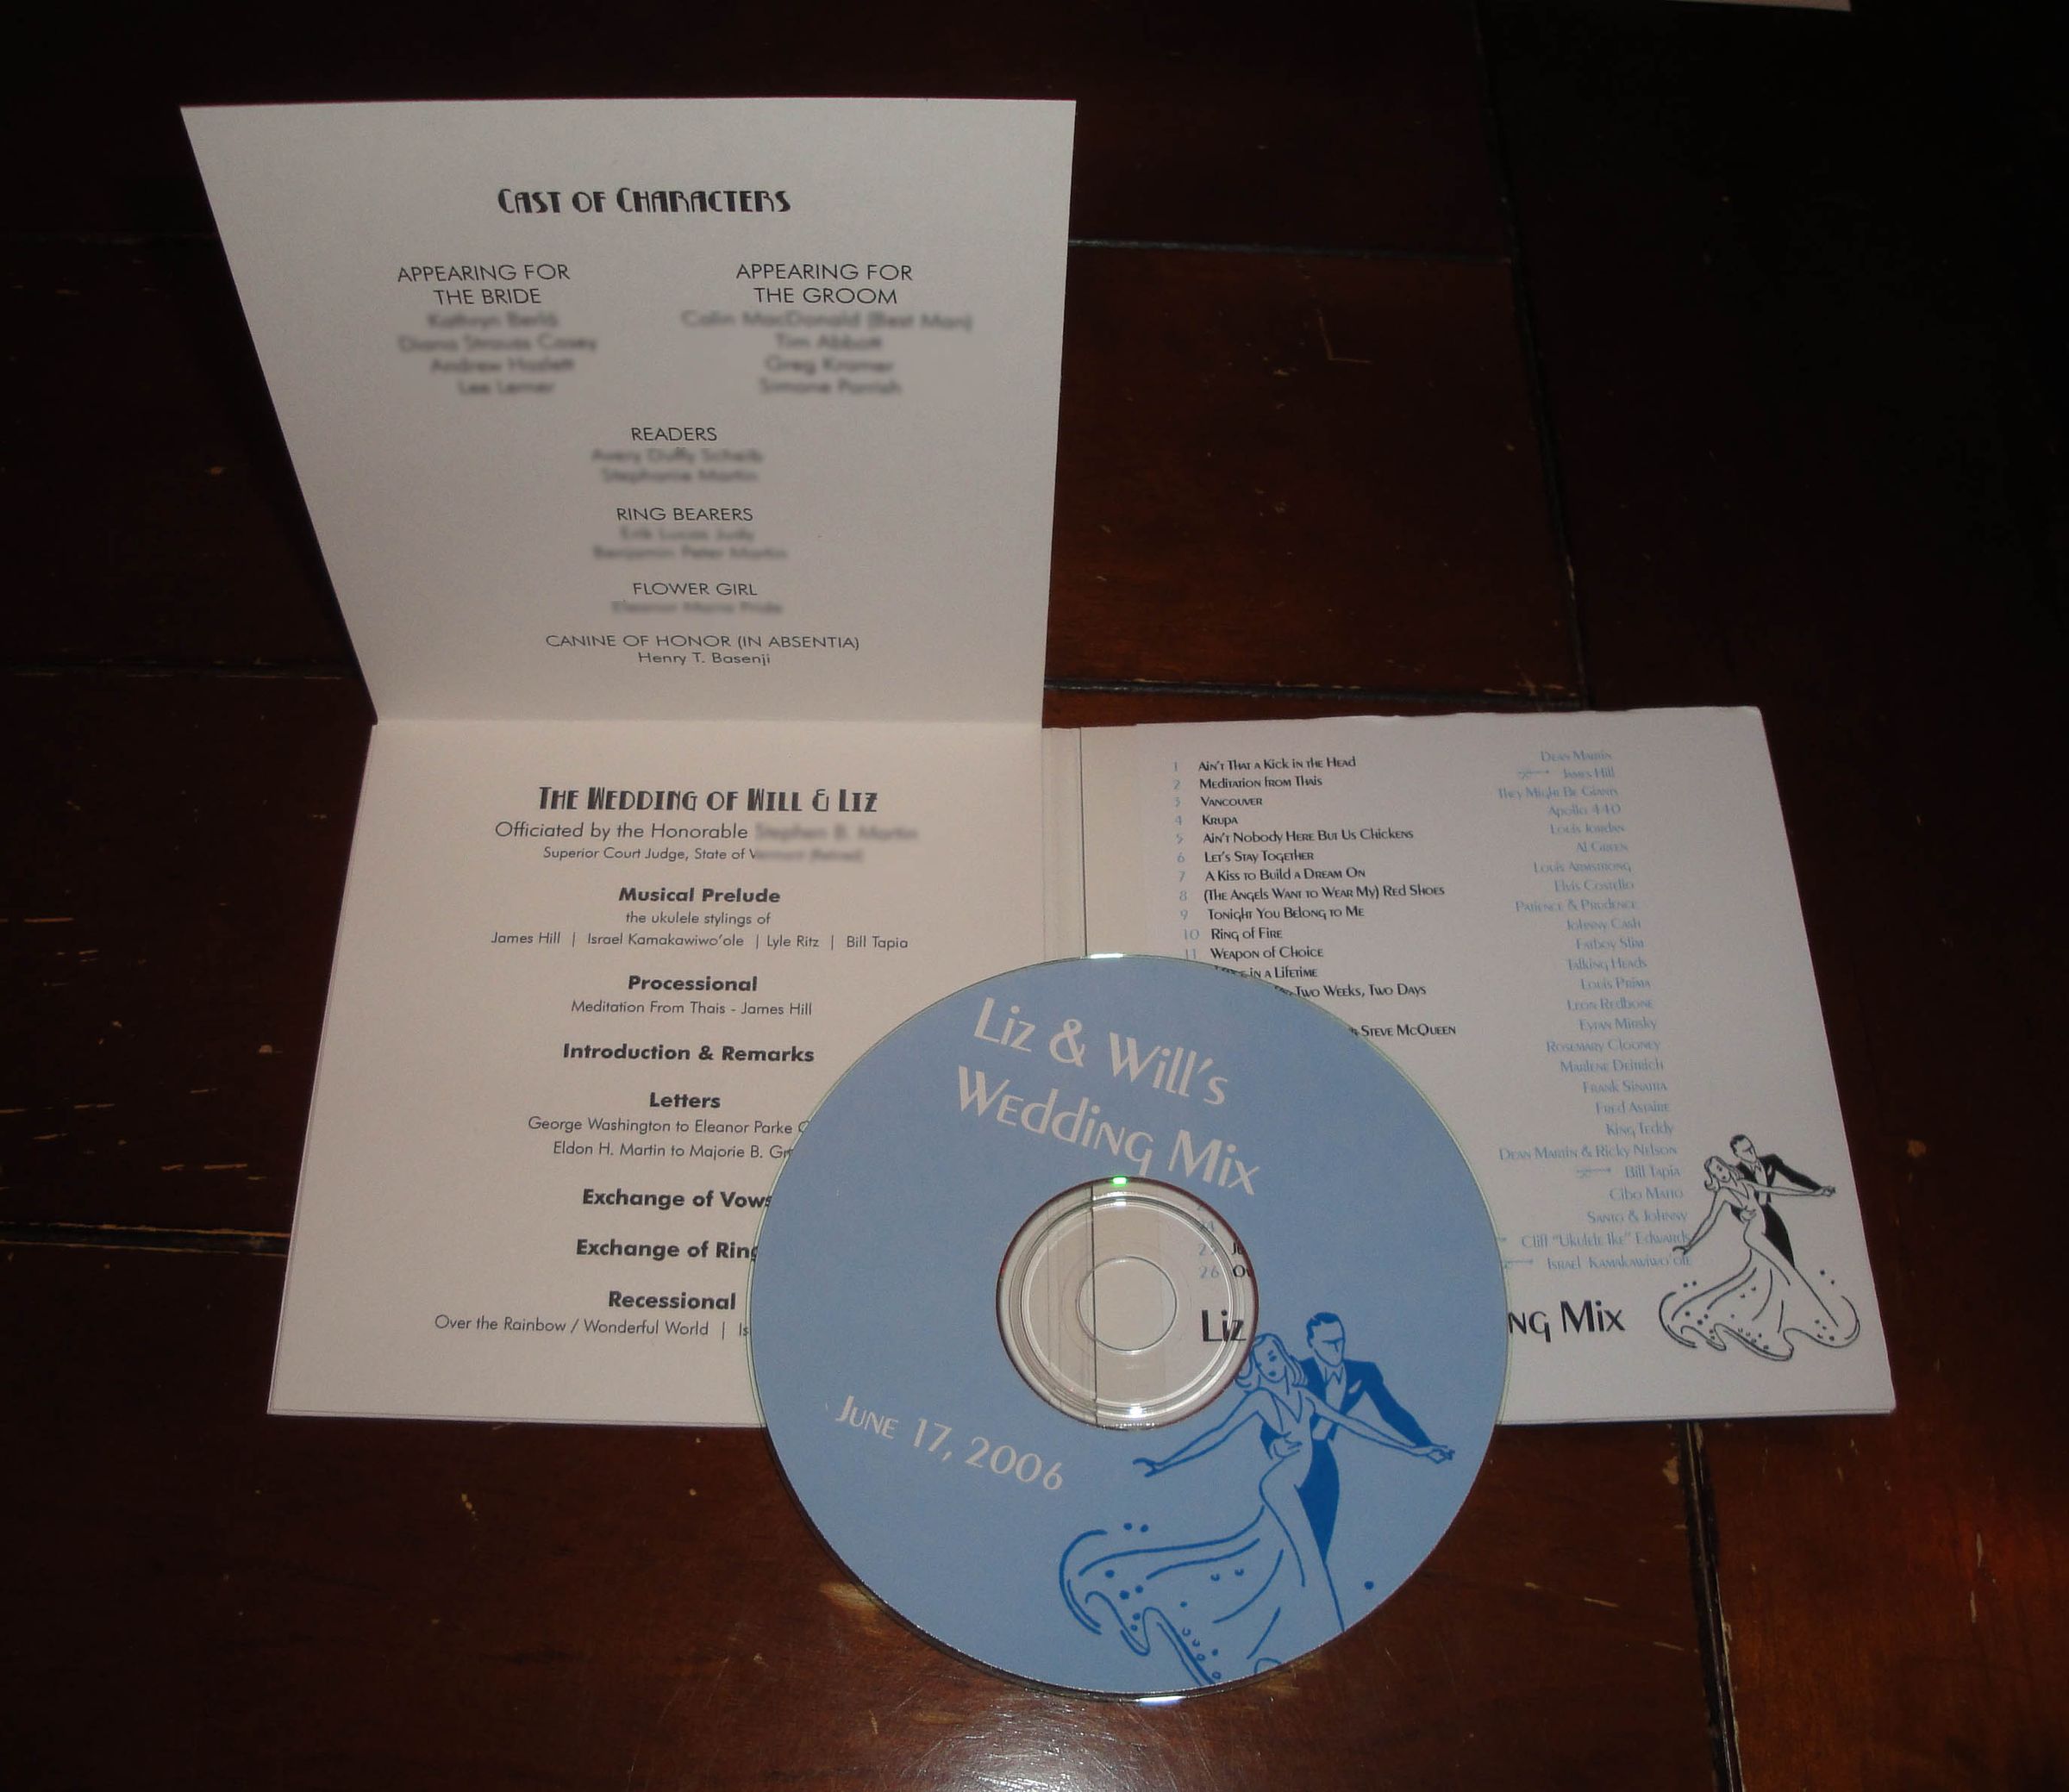 CAST OF CHARACTERS
APPEARING FOR
THE BRIDE
APPEARING FOR
THE GROOM
READERS
RING BEARERS
FLOWER GIRL
CANINE OF HONOR (IN ABSENTIA)
Henry T. Basenji
THE WEDDING OF WILL & LIZ
Officiated by the Honorable
Superior Court Judge, State of
Musical Prelude
the ukulele stylings of
James Hill | Israel Kamakawiwo'ole | Lyle Ritz | Bill Tapia
Processional
Meditation From Thais - James Hill
Introduction & Remarks
Letters
George Washington to Eleanor Parke
Eldon H. Martin to Majorie B.
Exchange of Vows
Exchange of Ring
Recessional
Over the Rainbow / Wonderful World |
1 Ain't That a Kick in the Head Dean Martin
2 Meditation from Thais James Hill
3 Vancouver They Might Be Giants
4 Krupa Apollo 440
5 Ain't Nobody Here But Us Chickens Louis Jordan
6 Let's Stay Together Al Green
7 A Kiss to Build a Dream On Louis Armstrong
8 (The Angels Want to Wear My) Red Shoes Elvis Costello
9 Tonight You Belong to Me Patience & Prudence
10 Ring of Fire Johnny Cash
11 Weapon of Choice Fatboy Slim
in a Lifetime Talking Heads
Two Weeks, Two Days Louis Prima
Leon Redbone
Steve McQueen Evian Minsky
Rosemary Clooney
Marlene Deitrich
Frank Sinatra
Fred Astaire
King Teddy
Dean Martin & Ricky Nelson
Bill Tapia
Cibo Matto
24 Santo & Johnny
25 Cliff "Ukulele Ike" Edwards
26 Israel Kamakawiwo'ole
Liz
ng Mix
Liz & Will's
Wedding Mix
June 17, 2006